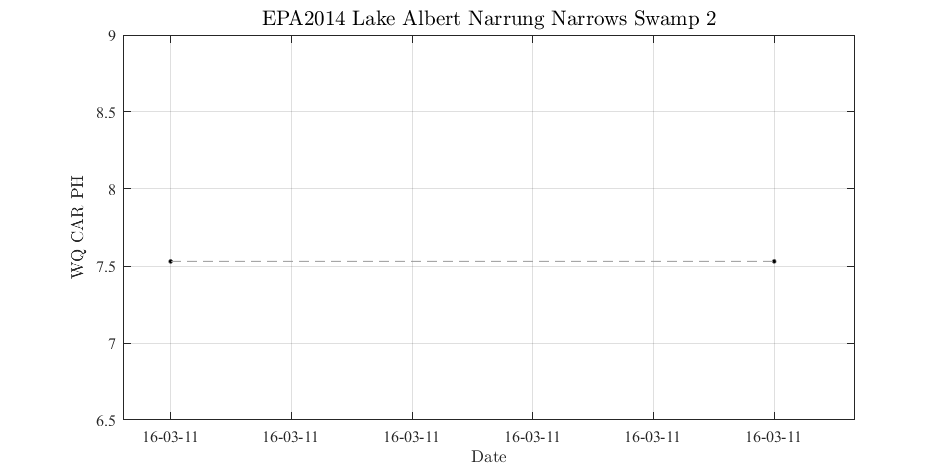 EPA2014 Lake Albert Narrung Narrows Swamp 2
9
8.5
8
7.5
7
6.5
WQ CAR PH
16-03-11 16-03-11 16-03-11 16-03-11 16-03-11 16-03-11
Date